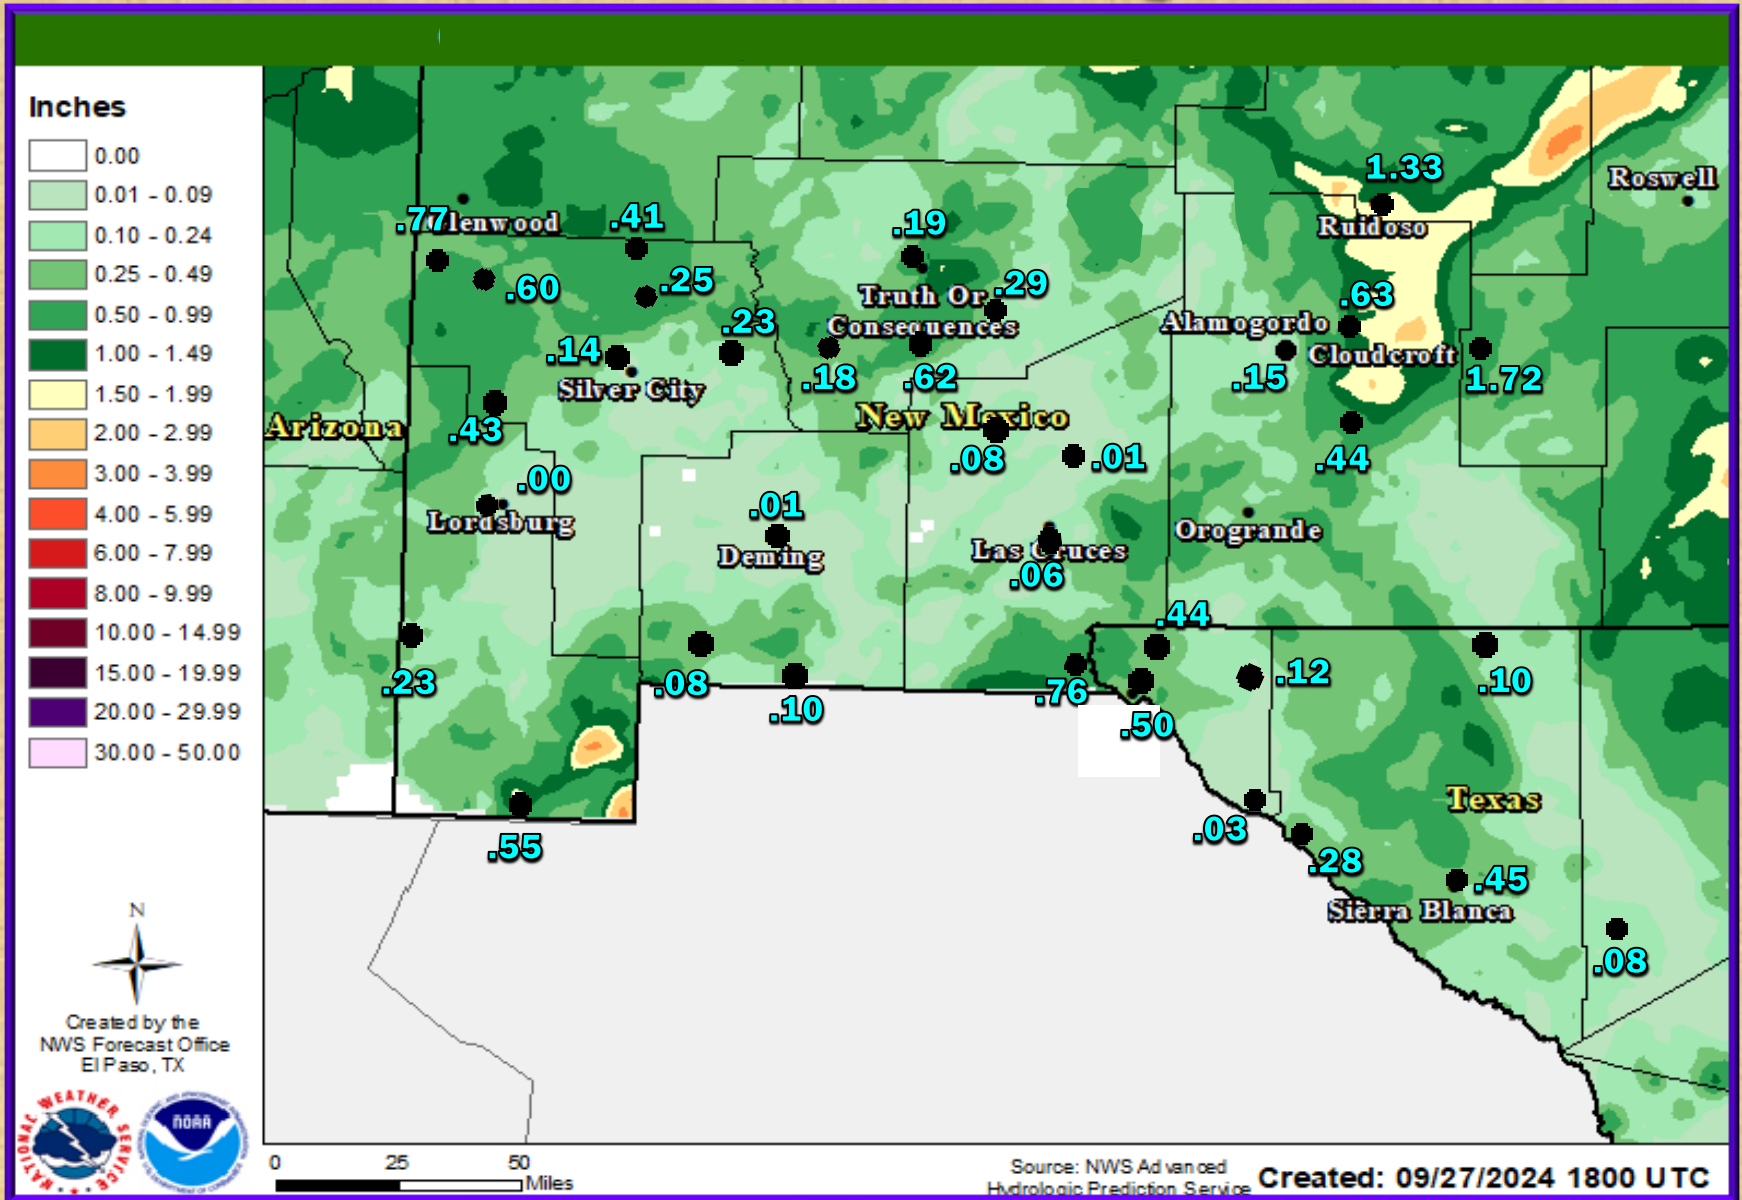 Inches
0.00
0.01 - 0.09
0.10 - 0.24
0.25 - 0.49
0.50 - 0.99
1.00 - 1.49
1.50 - 1.99
2.00 - 2.99
3.00 - 3.99
4.00 - 5.99
6.00 - 7.99
8.00 - 9.99
10.00 - 14.99
15.00 - 19.99
20.00 - 29.99
30.00 - 50.00
N
Created by the
NWS Forecast Office
El Paso, TX
NATIONAL WEATHER SERVICE
NOAA
1.33
Roswell
.77
Glenwood
.41
.19
Ruidoso
.60
.25
Truth Or
.29
.63
Consequences
.23
Alamogordo
.14
Cloudcroft
Silver City
.18
.62
.15
1.72
Arizona
.43
New Mexico
.08
.01
.44
.00
Lordsburg
.01
Deming
Las Cruces
Orogrande
.06
.44
.23
.08
.10
.76
.50
.12
.10
Texas
.55
.03
.28
.45
Sierra Blanca
.08
0 25 50
Miles
Source: NWS Advanced
Hydrologic Prediction Service
Created: 09/27/2024 1800 UTC